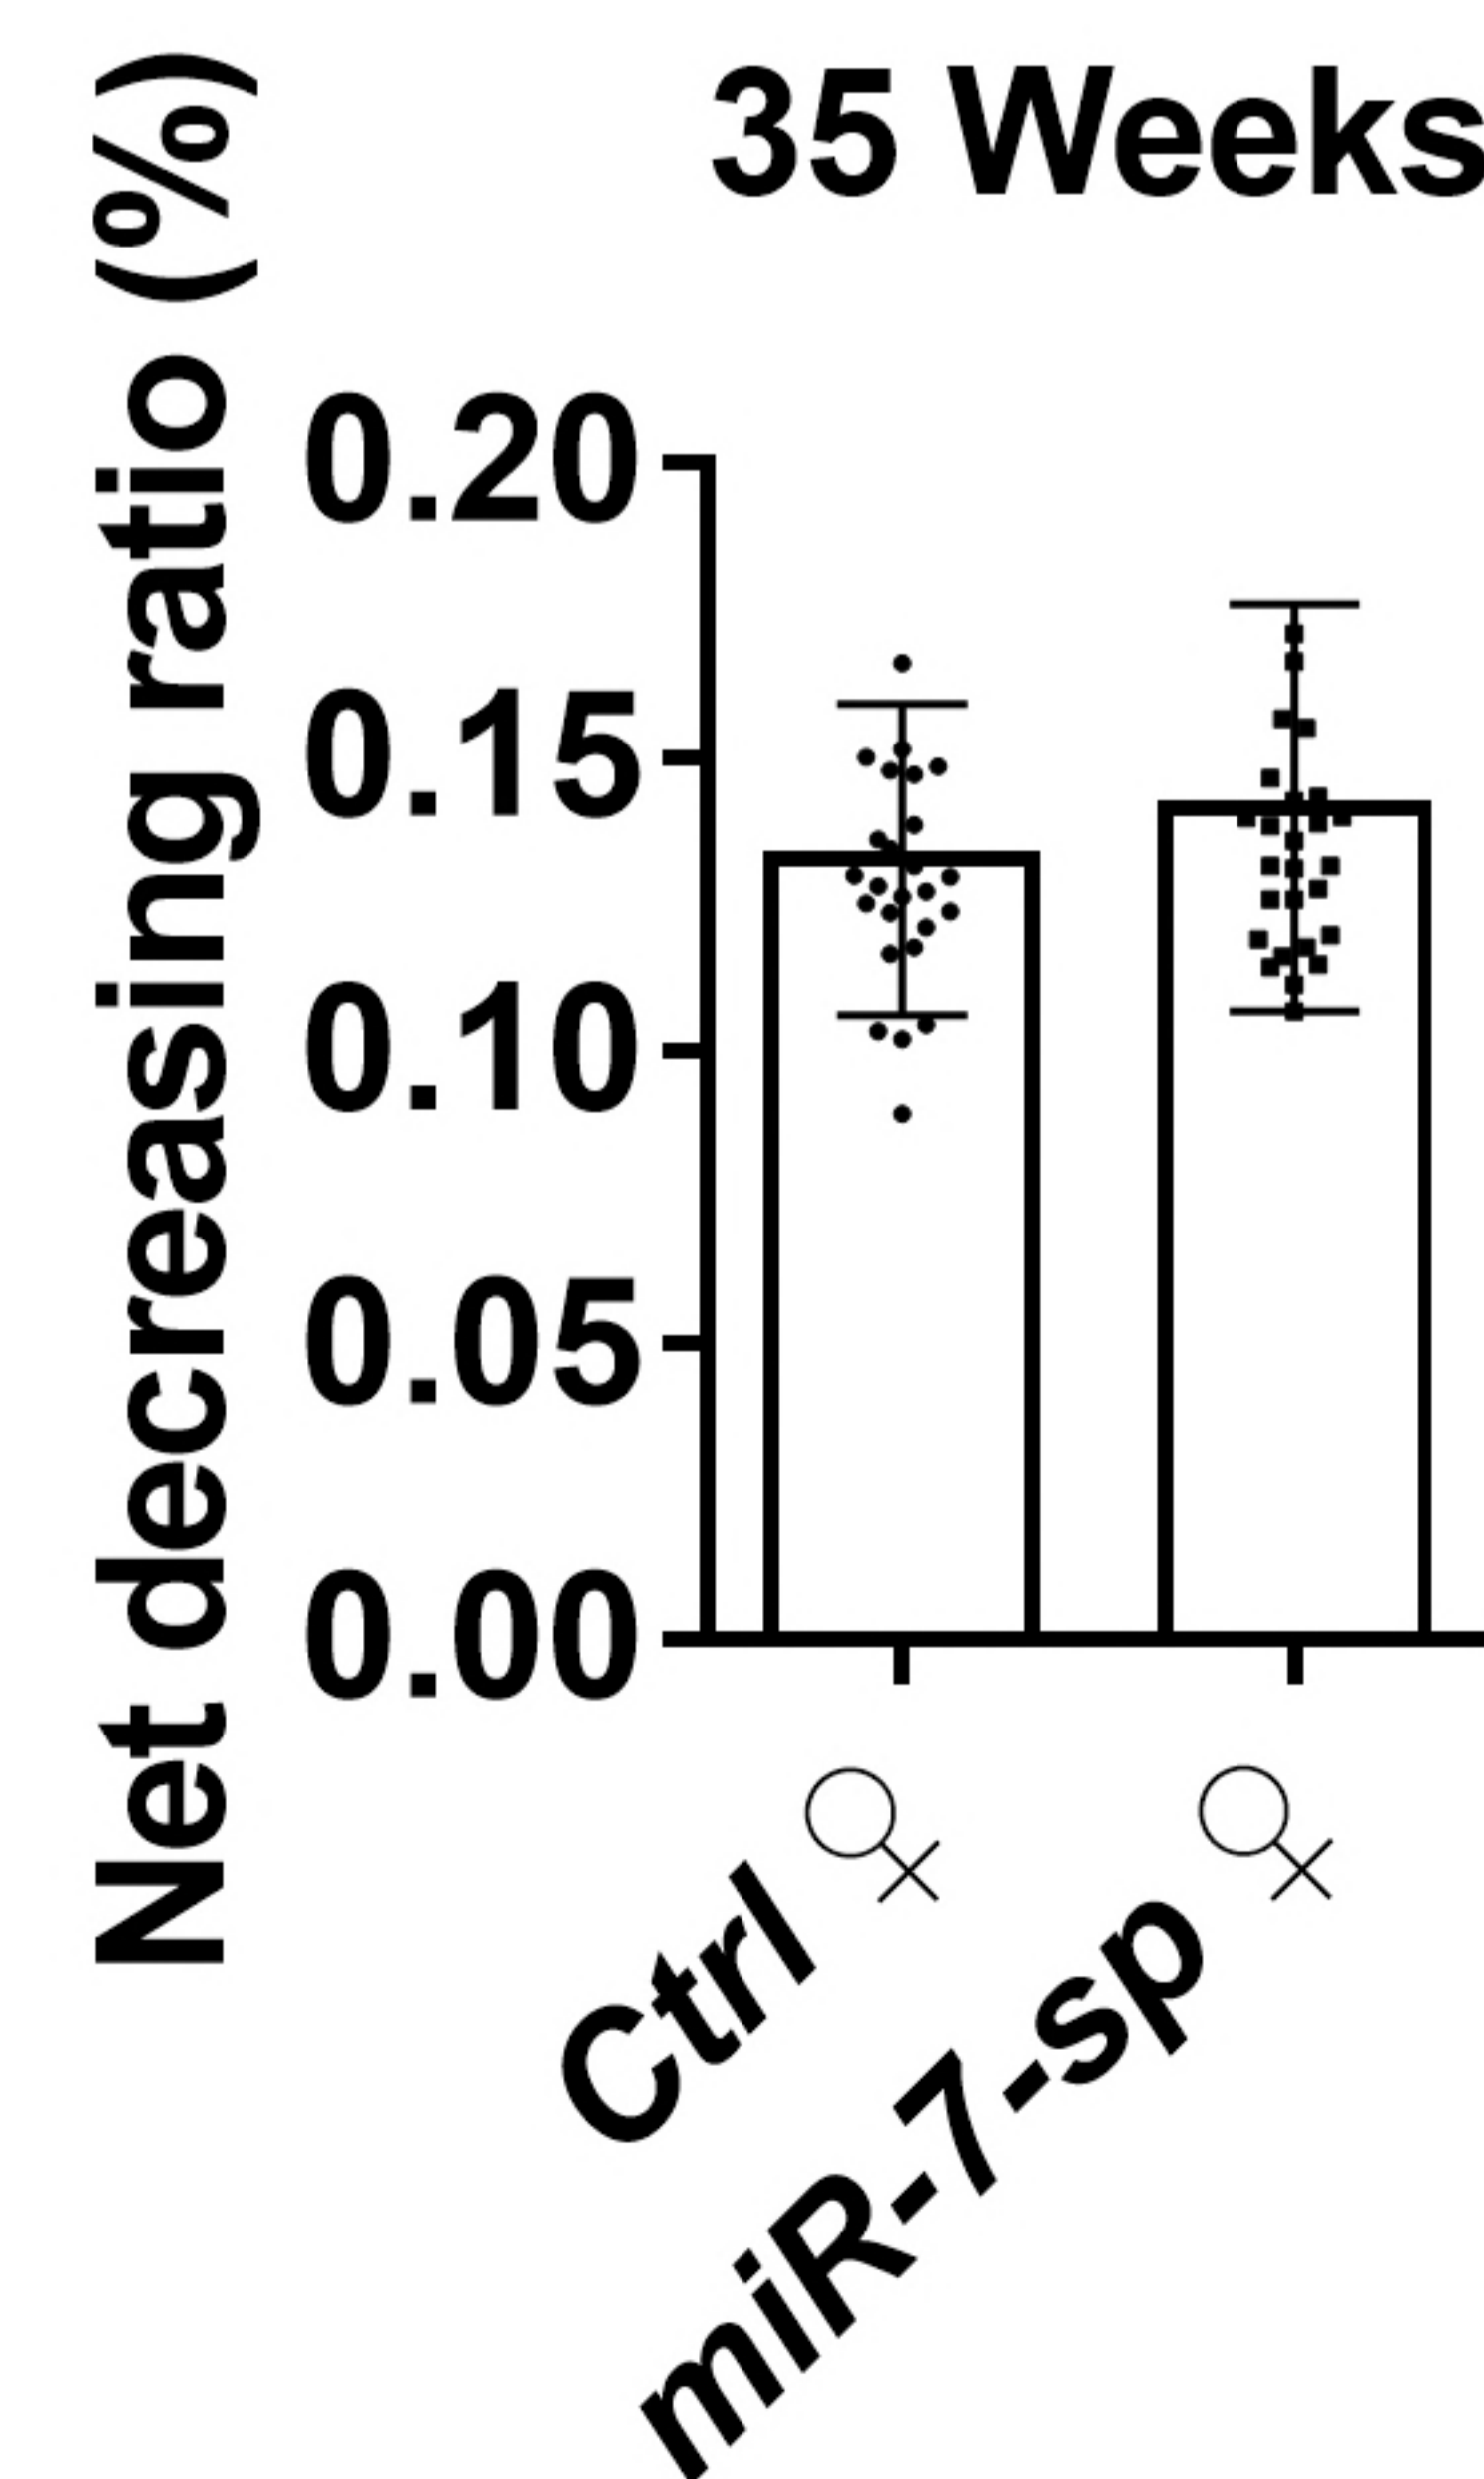 35 Weeks
Net decreasing ratio (%)
0.20
0.15
0.10
0.05
0.00
Ctrl ♀
miR-7-sp ♀